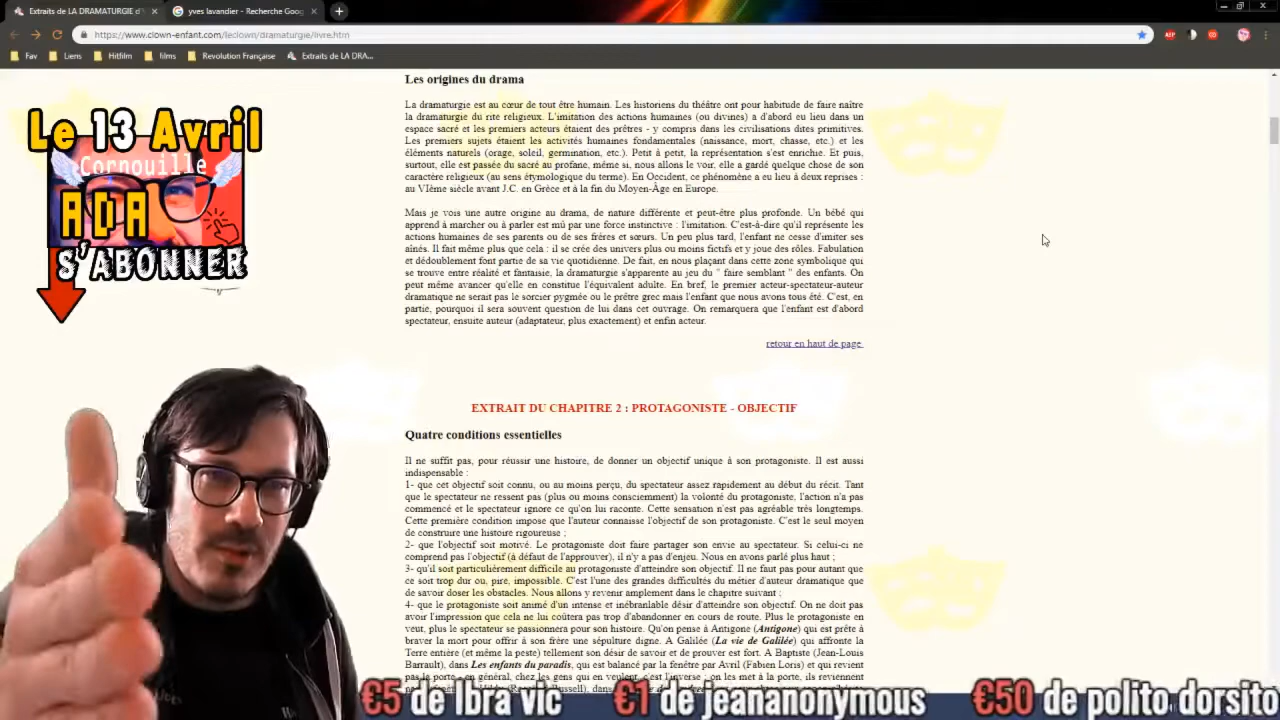 Extraits de LA DRAMATURGIE d'
yves lavandier - Recherche Goog
https://www.clown-enfant.com/leclown/dramaturgie/livre.htm
Fav
Liens
Hitfilm
films
Revolution Française
Extraits de LA DRA...
Les origines du drama
La dramaturgie est au cœur de tout être humain. Les historiens du théâtre ont pour habitude de faire naître
la dramaturgie du rite religieux. L'imitation des actions humaines (ou divines) a d'abord eu lieu dans un
espace sacré et les premiers acteurs étaient des prêtres - y compris dans les civilisations dites primitives.
Les premiers sujets étaient les activités humaines fondamentales (naissance, mort, chasse, etc.) et les
éléments naturels (orage, soleil, germination, etc.). Petit à petit, la représentation s'est enrichie. Et puis,
surtout, elle est passée du sacré au profane, même si, nous allons le voir, elle a gardé quelque chose de son
caractère religieux (au sens étymologique du terme). En Occident, ce phénomène a eu lieu à deux reprises :
au VIème siècle avant J.C. en Grèce et à la fin du Moyen-Âge en Europe.
Mais je vois une autre origine au drama, de nature différente et peut-être plus profonde. Un bébé qui
apprend à marcher ou à parler est mû par une force instinctive : l'imitation. C'est-à-dire qu'il représente les
actions humaines de ses parents ou de ses frères et sœurs. Un peu plus tard, l'enfant ne cesse d'imiter ses
aînés. Il fait même plus que cela : il se crée des univers plus ou moins fictifs et y joue des rôles. Fabulation
et dédoublement font partie de sa vie quotidienne. De fait, en nous plaçant dans cette zone symbolique qui
se trouve entre réalité et fantaisie, la dramaturgie s'apparente au jeu du " faire semblant " des enfants. On
peut même avancer qu'elle en constitue l'équivalent adulte. En bref, le premier acteur-spectateur-auteur
dramatique ne serait pas le sorcier pygmée ou le prêtre grec mais l'enfant que nous avons tous été. C'est, en
partie, pourquoi il sera souvent question de lui dans cet ouvrage. On remarquera que l'enfant est d'abord
spectateur, ensuite auteur (adaptateur, plus exactement) et enfin acteur.
retour en haut de page
EXTRAIT DU CHAPITRE 2 : PROTAGONISTE - OBJECTIF
Quatre conditions essentielles
Il ne suffit pas, pour réussir une histoire, de donner un objectif unique à son protagoniste. Il est aussi
indispensable :
1- que cet objectif soit connu, ou au moins perçu, du spectateur assez rapidement au début du récit. Tant
que le spectateur ne ressent pas (plus ou moins consciemment) la volonté du protagoniste, l'action n'a pas
commencé et le spectateur ignore ce qu'on lui raconte. Cette sensation n'est pas agréable très longtemps.
Cette première condition impose que l'auteur connaisse l'objectif de son protagoniste. C'est le seul moyen
de construire une histoire rigoureuse ;
2- que l'objectif soit motivé. Le protagoniste doit faire partager son envie au spectateur. Si celui-ci ne
comprend pas l'objectif (à défaut de l'approuver), il n'y a pas d'enjeu. Nous en avons parlé plus haut ;
3- qu'il soit particulièrement difficile au protagoniste d'atteindre son objectif. Il ne faut pas pour autant que
ce soit trop dur ou, pire, impossible. C'est l'une des grandes difficultés du métier d'auteur dramatique que
de savoir doser les obstacles. Nous allons y revenir amplement dans le chapitre suivant ;
4- que le protagoniste soit animé d'un intense et inébranlable désir d'atteindre son objectif. On ne doit pas
avoir l'impression que cela ne lui coûtera pas trop d'abandonner en cours de route. Plus le protagoniste en
veut, plus le spectateur se passionnera pour son histoire. Qu'on pense à Antigone (Antigone) qui est prête à
braver la mort pour offrir à son frère une sépulture digne. A Galilée (La vie de Galilée) qui affronte la
Terre entière (et même la peste) tellement son désir de savoir et de prouver est fort. A Baptiste (Jean-Louis
Barrault), dans Les enfants du paradis, qui est balancé par la fenêtre par Avril (Fabien Loris) et qui revient
pas la porte - en général, chez les gens qui en veulent, c'est l'inverse : on les met à la porte, ils reviennent
Le 13 Avril
Cornouille
ADA
S'ABONNER
€5 de Ibra vic
€1 de jeananonymous
€50 de polito dorsito